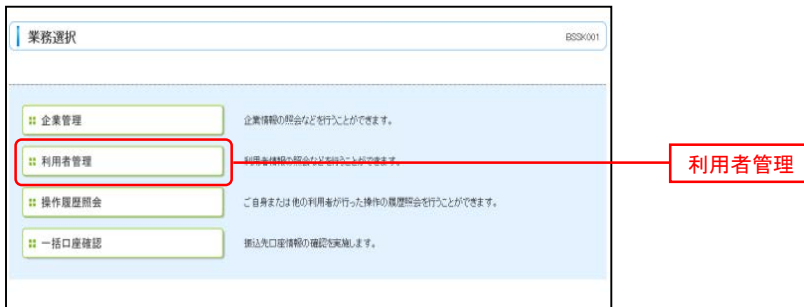 業務選択
BSSK001
企業管理
企業情報の照会などを行うことができます。
利用者管理
利用者情報の照会などを行うことができます。
利用者管理
操作履歴照会
ご自身または他の利用者が行った操作の履歴照会を行うことができます。
一括口座確認
振込先口座情報の確認を実施します。